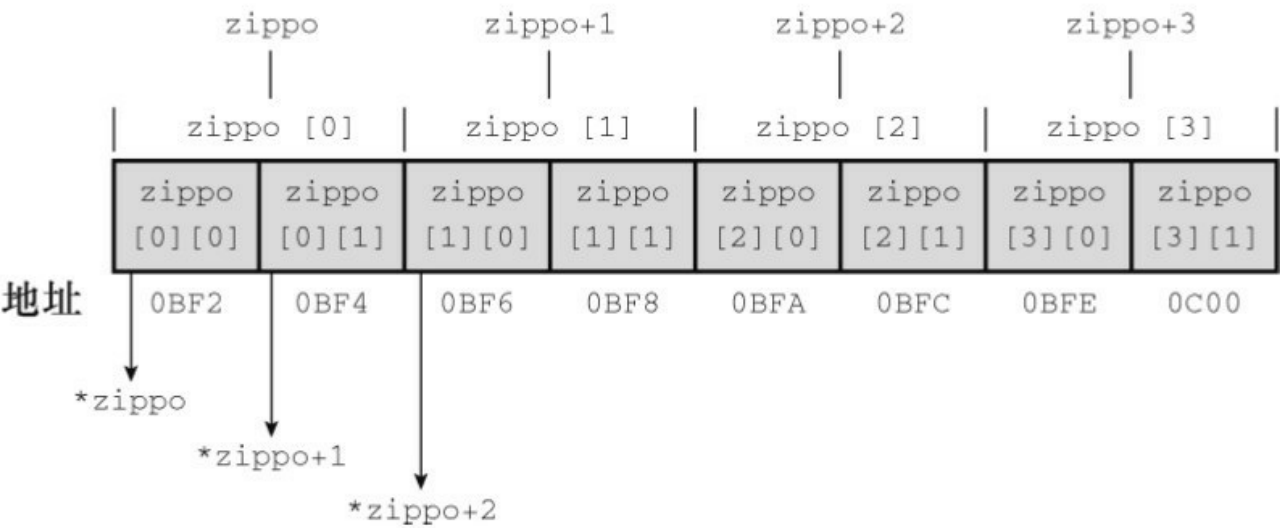 zippo zippo+1 zippo+2 zippo+3
zippo [0] zippo [1] zippo [2] zippo [3]
zippo zippo zippo zippo zippo zippo zippo zippo
[0][0] [0][1] [1][0] [1][1] [2][0] [2][1] [3][0] [3][1]
地址 0BF2 0BF4 0BF6 0BF8 0BFA 0BFC 0BFE 0C00
*zippo
*zippo+1
*zippo+2